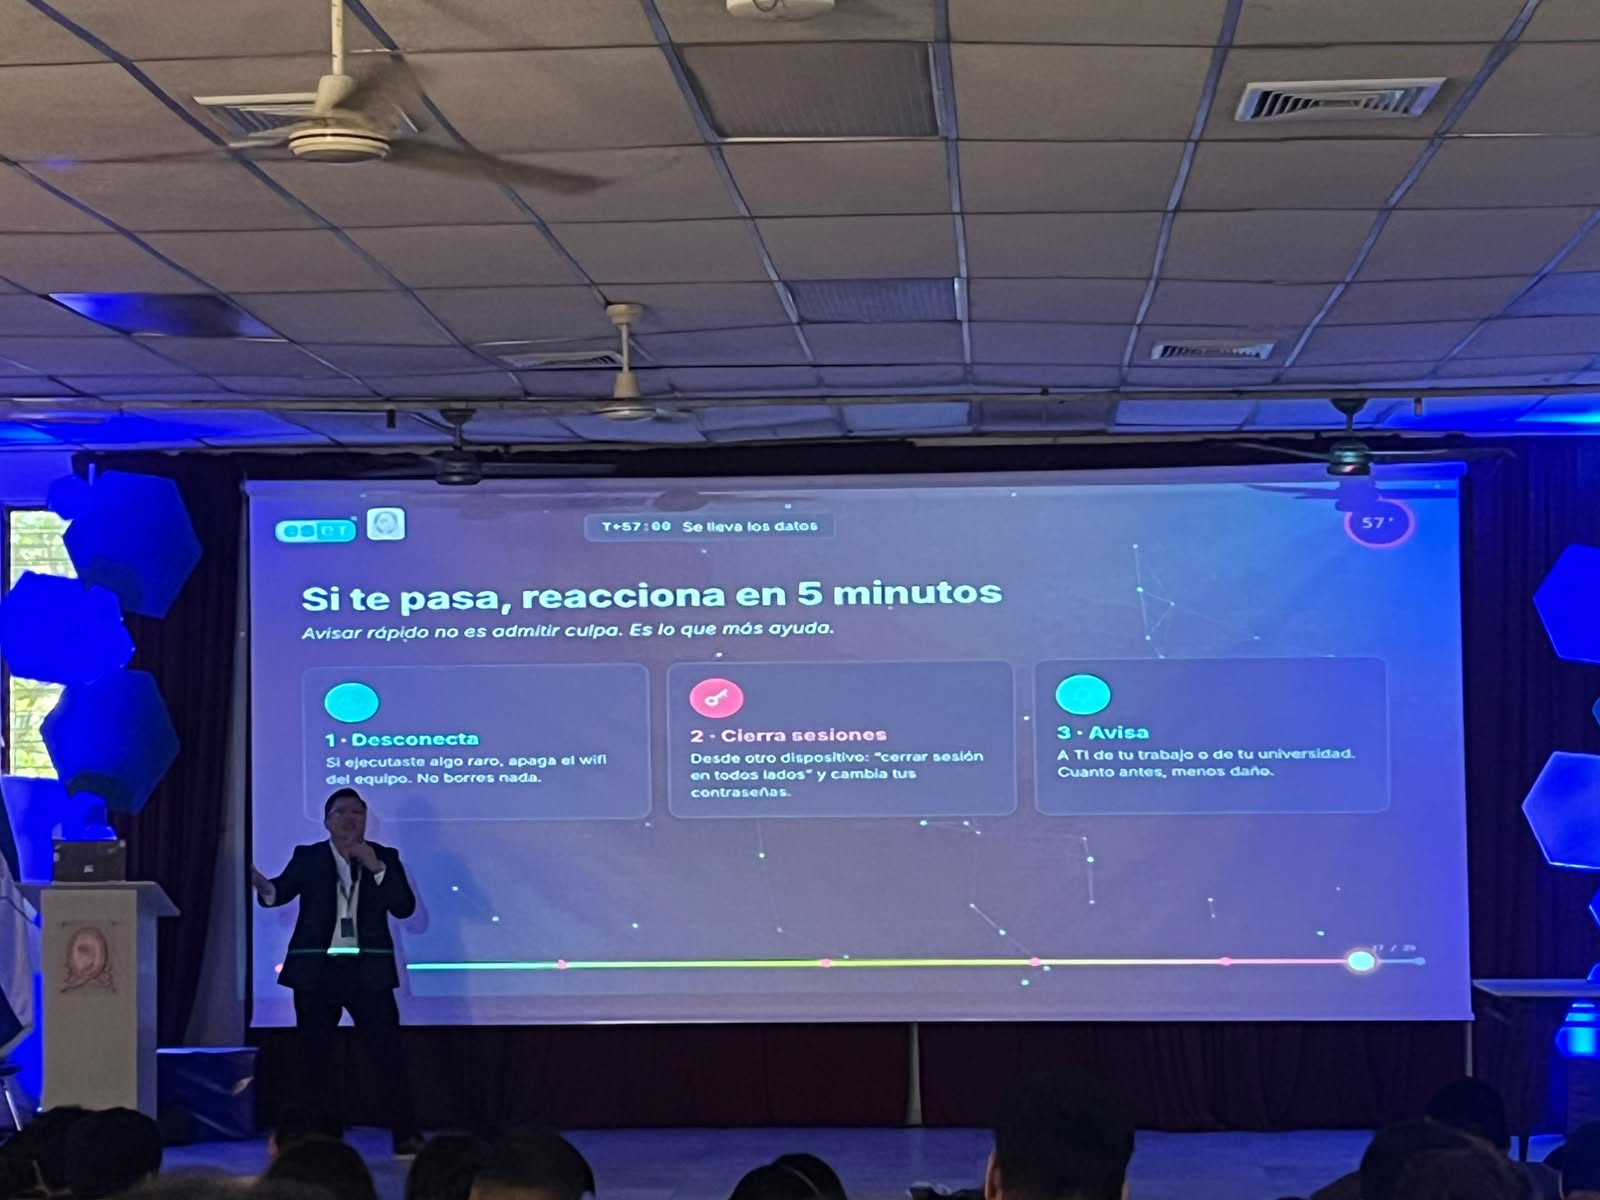 eset
T+57:00 Se lleva los datos
57'
Si te pasa, reacciona en 5 minutos
Avisar rápido no es admitir culpa. Es lo que más ayuda.
1 · Desconecta
Si ejecutaste algo raro, apaga el wifi
del equipo. No borres nada.
2 · Cierra sesiones
Desde otro dispositivo: "cerrar sesión
en todos lados" y cambia tus
contraseñas.
3 · Avisa
A TI de tu trabajo o de tu universidad.
Cuanto antes, menos daño.